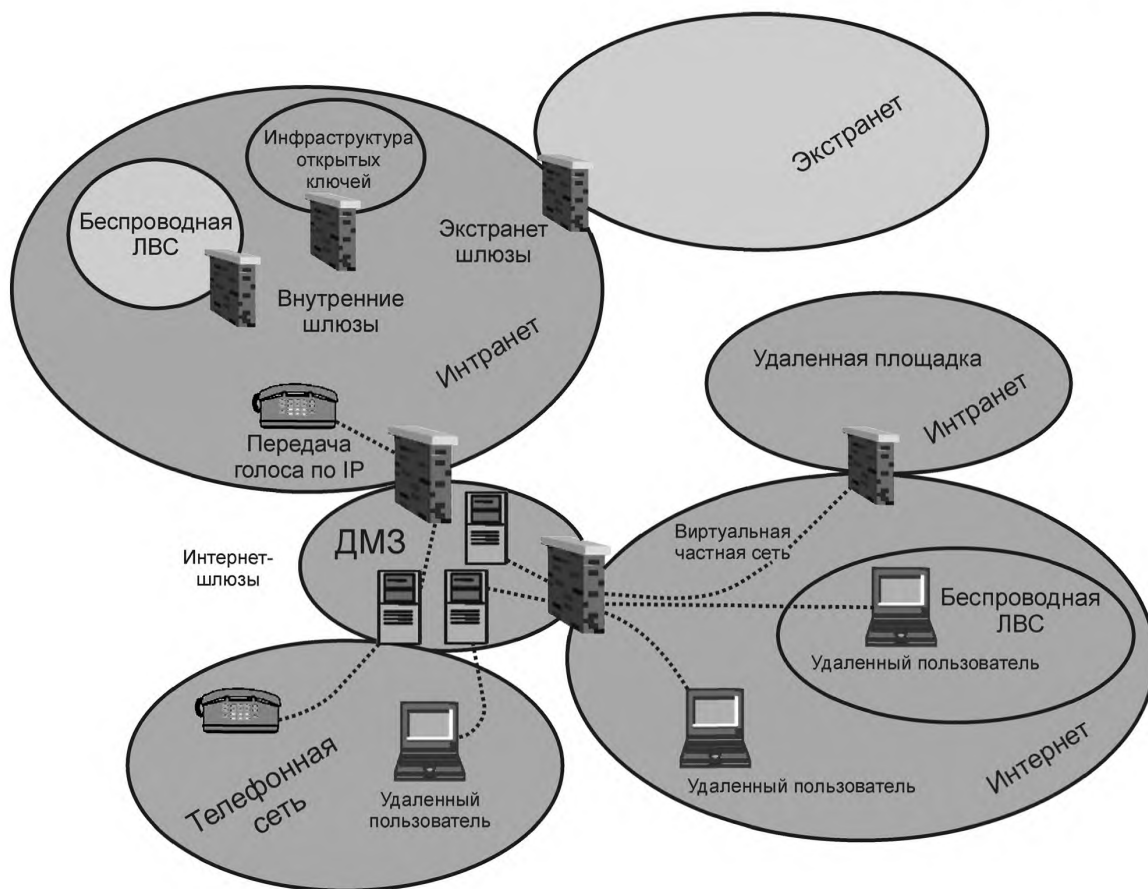 Экстранет
Инфраструктура
открытых
ключей
Беспроводная
ЛВС
Экстранет
шлюзы
Внутренние
шлюзы
Интранет
Передача
голоса по IP
Удаленная площадка
Интранет
ДМЗ
Интернет-
шлюзы
Виртуальная
частная сеть
Беспроводная
ЛВС
Удаленный пользователь
Удаленный пользователь
Интернет
Телефонная
сеть
Удаленный
пользователь